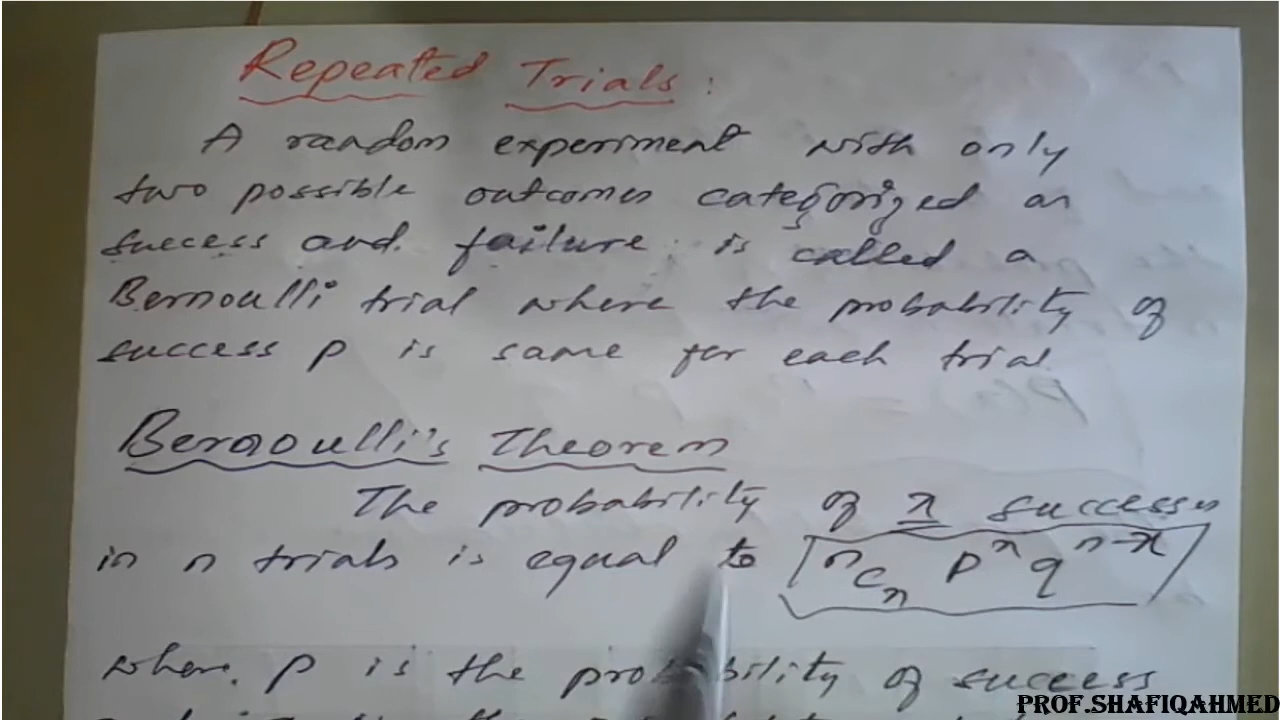 Repeated Trials:
A random experiment with only
two possible outcomes categorized as
success and failure is called a
Bernoulli trial where the probability of
success p is same for each trial.
Bernoulli's Theorem
The probability of x successes
in n trials is equal to ⁿCₓ pˣ qⁿ⁻ˣ
where p is the probability of success
PROF.SHAFIQAHMED